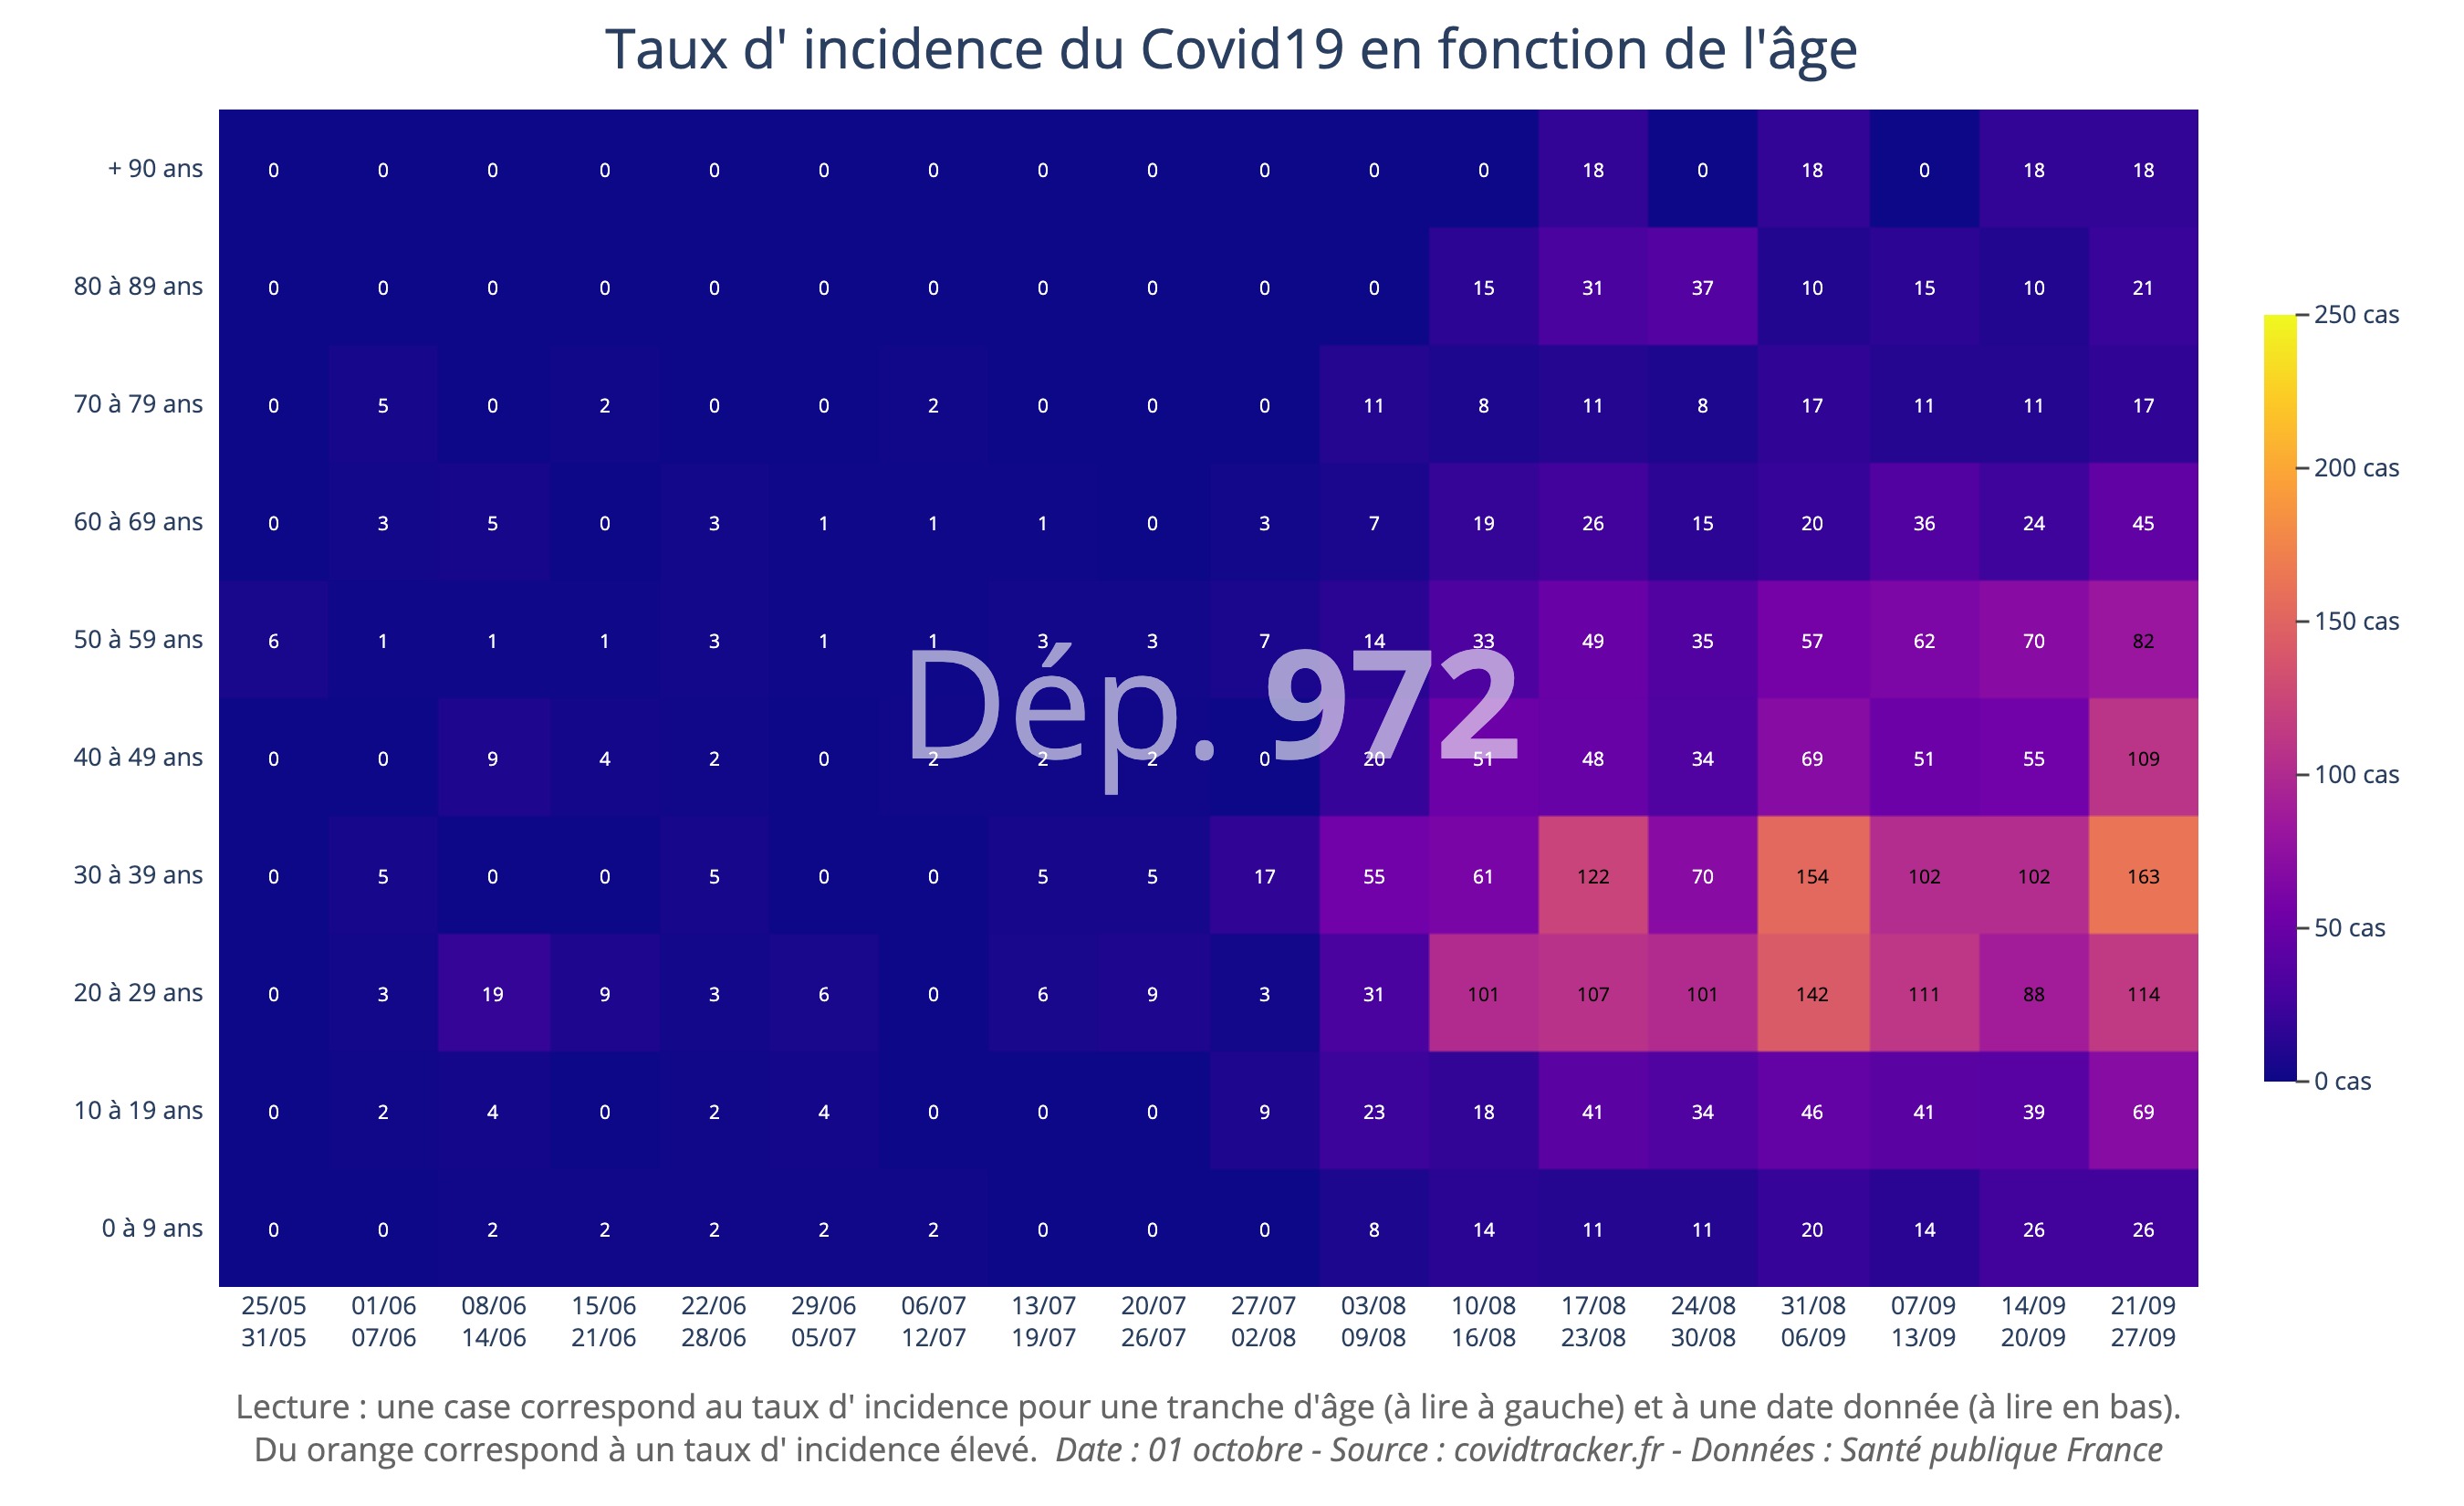 Taux d' incidence du Covid19 en fonction de l'âge
+ 90 ans 0 0 0 0 0 0 0 0 0 0 0 0 18 0 18 0 18 18
80 à 89 ans 0 0 0 0 0 0 0 0 0 0 0 15 31 37 10 15 10 21
70 à 79 ans 0 5 0 2 0 0 2 0 0 0 11 8 11 8 17 11 11 17
60 à 69 ans 0 3 5 0 3 1 1 1 0 3 7 19 26 15 20 36 24 45
50 à 59 ans 6 1 1 1 3 1 1 3 3 7 14 33 49 35 57 62 70 82
Dép. 972
40 à 49 ans 0 0 9 4 2 0 2 2 2 0 20 51 48 34 69 51 55 109
30 à 39 ans 0 5 0 0 5 0 0 5 5 17 55 61 122 70 154 102 102 163
20 à 29 ans 0 3 19 9 3 6 0 6 9 3 31 101 107 101 142 111 88 114
10 à 19 ans 0 2 4 0 2 4 0 0 0 9 23 18 41 34 46 41 39 69
0 à 9 ans 0 0 2 2 2 2 2 0 0 0 8 14 11 11 20 14 26 26
25/05 01/06 08/06 15/06 22/06 29/06 06/07 13/07 20/07 27/07 03/08 10/08 17/08 24/08 31/08 07/09 14/09 21/09
31/05 07/06 14/06 21/06 28/06 05/07 12/07 19/07 26/07 02/08 09/08 16/08 23/08 30/08 06/09 13/09 20/09 27/09
250 cas
200 cas
150 cas
100 cas
50 cas
0 cas
Lecture : une case correspond au taux d' incidence pour une tranche d'âge (à lire à gauche) et à une date donnée (à lire en bas).
Du orange correspond à un taux d' incidence élevé. Date : 01 octobre - Source : covidtracker.fr - Données : Santé publique France